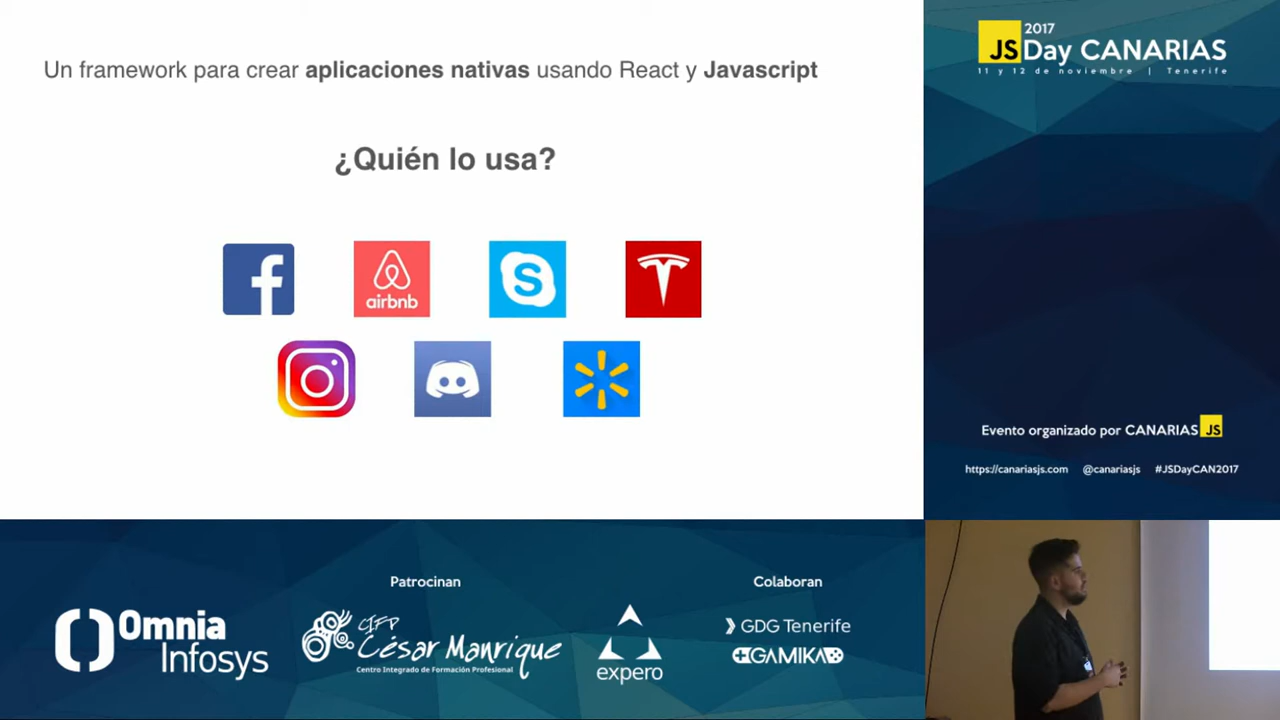 Un framework para crear aplicaciones nativas usando React y Javascript
¿Quién lo usa?
airbnb
2017
JS Day CANARIAS
11 y 12 de noviembre | Tenerife
Evento organizado por CANARIAS JS
https://canariasjs.com @canariasjs #JSDayCAN2017
Patrocinan
Omnia
Infosys
CIFP
César Manrique
Centro Integrado de Formación Profesional
expero
Colaboran
GDG Tenerife
GAMIKA